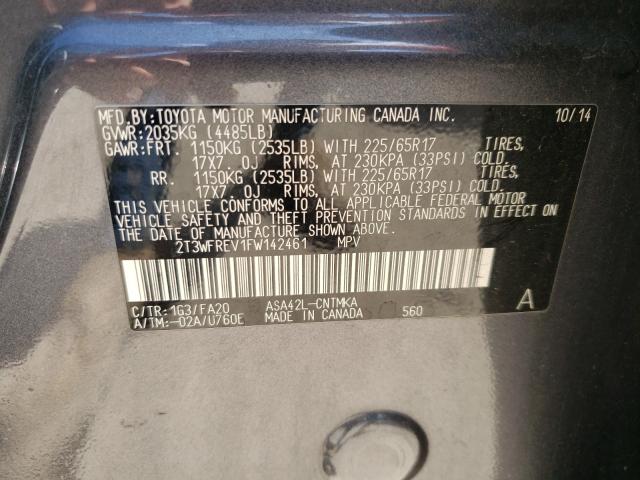 MFD. BY: TOYOTA MOTOR MANUFACTURING CANADA INC. 10/14
GVWR: 2035KG (4485LB)
GAWR: FRT. 1150KG (2535LB) WITH 225/65R17 TIRES,
17X7.0J RIMS, AT 230KPA (33PSI) COLD.
RR. 1150KG (2535LB) WITH 225/65R17 TIRES,
17X7.0J RIMS, AT 230KPA (33PSI) COLD.
THIS VEHICLE CONFORMS TO ALL APPLICABLE FEDERAL MOTOR
VEHICLE SAFETY AND THEFT PREVENTION STANDARDS IN EFFECT ON
THE DATE OF MANUFACTURE SHOWN ABOVE.
2T3WFREV1FW142461 MPV
C/TR: 1G3/FA20 ASA42L-CNTMKA A
A/TM: -02A/U760E MADE IN CANADA 560